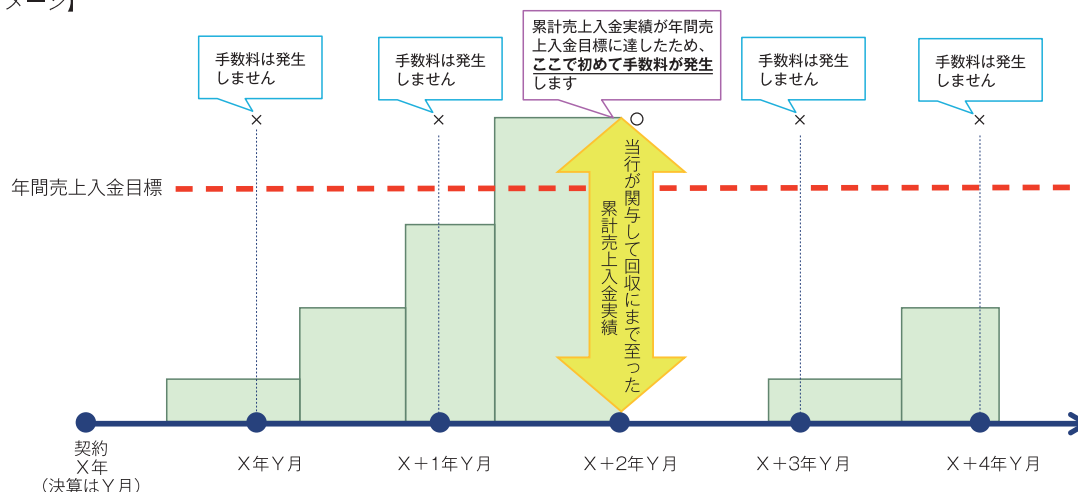 メージ】
手数料は発生
しません
手数料は発生
しません
累計売上入金実績が年間売
上入金目標に達したため、
ここで初めて手数料が発生
します
手数料は発生
しません
手数料は発生
しません
×
×
○
×
×
年間売上入金目標
当行が関与して回収にまで至った
累計売上入金実績
契約
X年
(決算はY月)
X年Y月
X+1年Y月
X+2年Y月
X+3年Y月
X+4年Y月